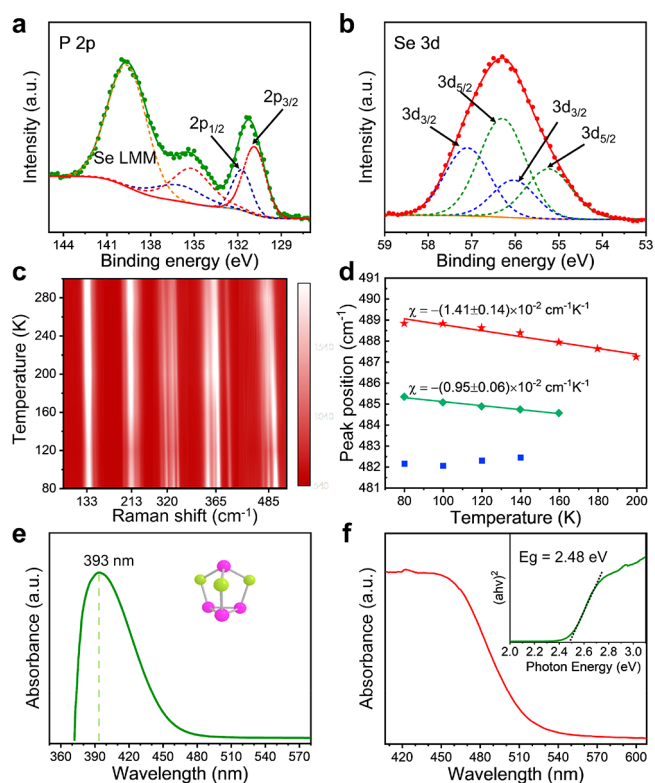 a
P 2p
2p3/2
2p1/2
Se LMM
Intensity (a.u.)
144 141 138 135 132 129
Binding energy (eV)
b
Se 3d
3d5/2
3d3/2
3d3/2
3d5/2
Intensity (a.u.)
59 58 57 56 55 54 53
Binding energy (eV)
c
Temperature (K)
280
240
200
160
120
80
133 213 320 365 485
Raman shift (cm-1)
d
Peak position (cm-1)
491
490
489
488
487
486
485
484
483
482
481
χ = −(1.41±0.14)×10-2 cm-1K-1
χ = −(0.95±0.06)×10-2 cm-1K-1
80 100 120 140 160 180 200
Temperature (K)
e
393 nm
Absorbance (a.u.)
360 390 420 450 480 510 540 570
Wavelength (nm)
f
Absorbance (a.u.)
Eg = 2.48 eV
(ahv)2
2.0 2.2 2.4 2.6 2.8 3.0
Photon Energy (eV)
420 450 480 510 540 570 600
Wavelength (nm)